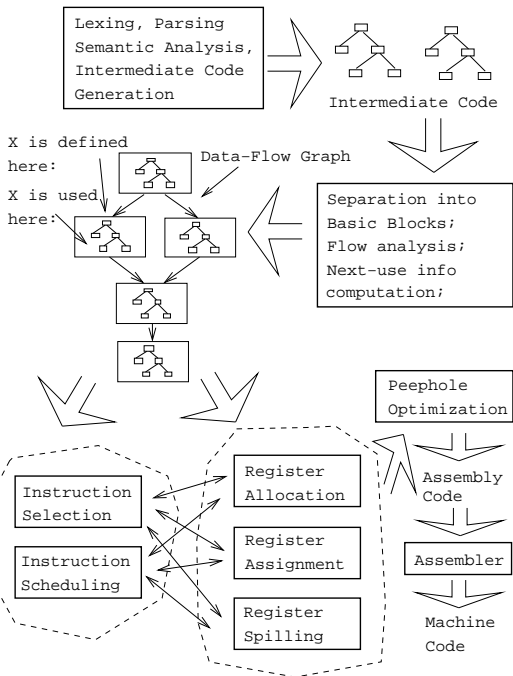 Lexing, Parsing
Semantic Analysis,
Intermediate Code
Generation
Intermediate Code
X is defined
here:
Data-Flow Graph
X is used
here:
Separation into
Basic Blocks;
Flow analysis;
Next-use info
computation;
Peephole
Optimization
Instruction
Selection
Instruction
Scheduling
Register
Allocation
Register
Assignment
Register
Spilling
Assembly
Code
Assembler
Machine
Code